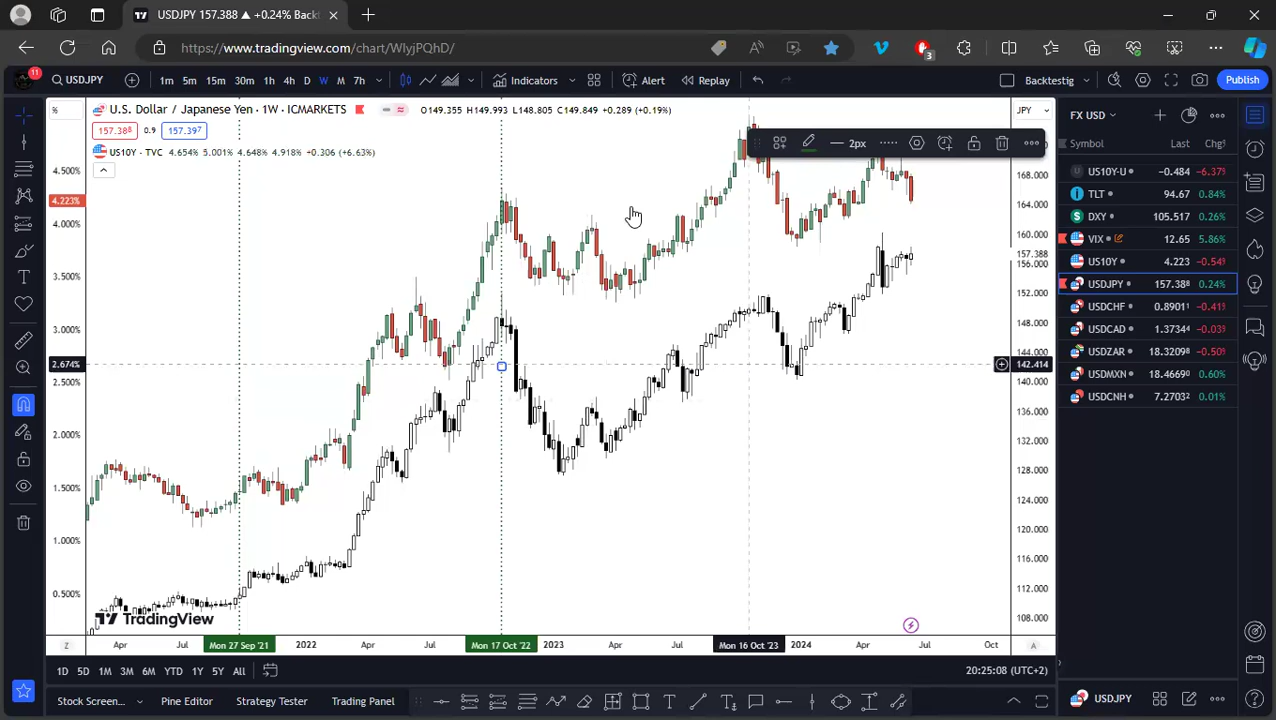 USDJPY 157.388 ▲ +0.24% Back
https://www.tradingview.com/chart/WlyjPQhD/
3
11
USDJPY
1m 5m 15m 30m 1h 4h D W M 7h
Indicators
Alert
Replay
Backtestig
Publish
%
U.S. Dollar / Japanese Yen · 1W · ICMARKETS
O149.355 H149.993 L148.805 C149.849 +0.289 (+0.19%)
JPY
157.388 0.9 157.397
US10Y · TVC 4.654% 5.001% 4.648% 4.918% +0.306 (+6.63%)
2px
4.500%
4.223%
4.000%
3.500%
3.000%
2.674%
2.500%
2.000%
1.500%
1.000%
0.500%
168.000
164.000
160.000
157.388
156.000
152.000
148.000
144.000
142.414
140.000
136.000
132.000
128.000
124.000
120.000
116.000
112.000
108.000
TradingView
Z Apr Jul Mon 27 Sep '21 2022 Apr Jul Mon 17 Oct '22 2023 Apr Jul Mon 16 Oct '23 2024 Apr Jul Oct A
1D 5D 1M 3M 6M YTD 1Y 5Y All
20:25:08 (UTC+2)
Stock Screen... Pine Editor Strategy Tester Trading Panel
FX USD
Symbol Last Chg%
US10Y-U −0.484 −6.37%
TLT 94.67 0.84%
DXY 105.517 0.26%
VIX 12.65 5.86%
US10Y 4.223 −0.54%
USDJPY 157.388 0.24%
USDCHF 0.89011 −0.41%
USDCAD 1.37344 −0.03%
USDZAR 18.32098 −0.50%
USDMXN 18.46690 0.60%
USDCNH 7.27032 0.01%
USDJPY